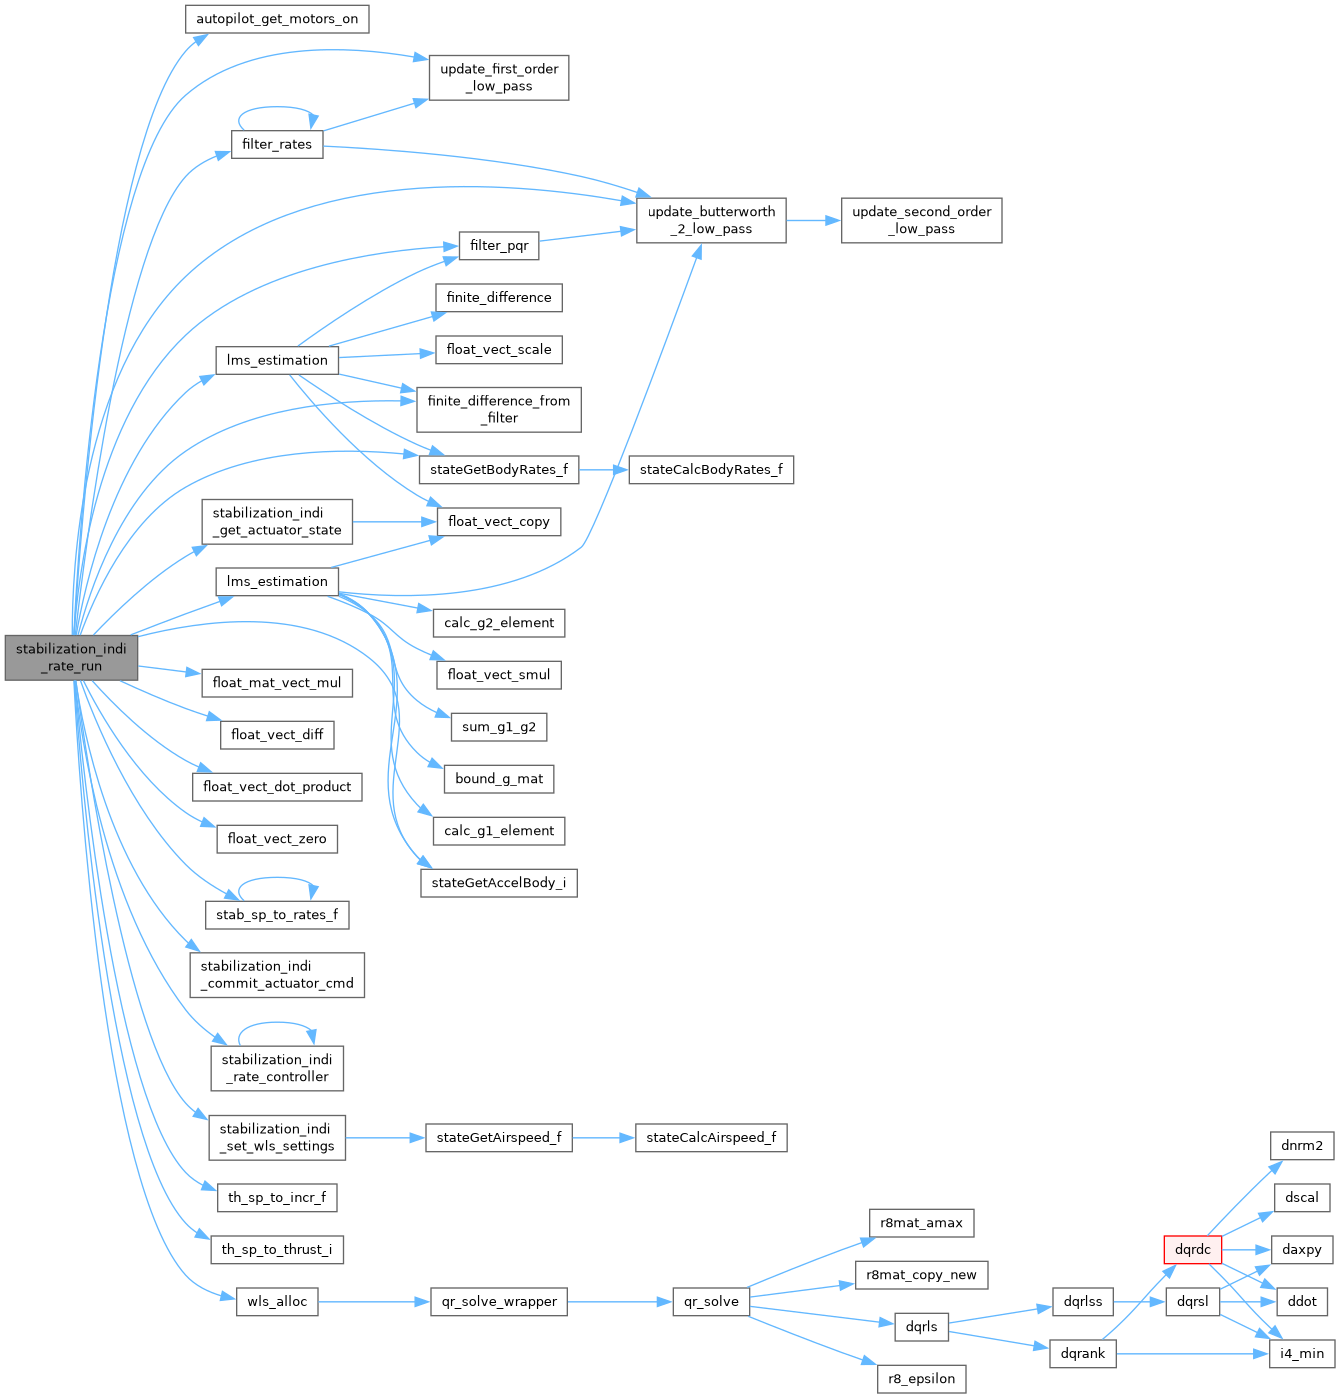 autopilot_get_motors_on
update_first_order
_low_pass
filter_rates
update_butterworth
_2_low_pass
update_second_order
_low_pass
filter_pqr
finite_difference
lms_estimation
float_vect_scale
finite_difference_from
_filter
stateGetBodyRates_f
stateCalcBodyRates_f
stabilization_indi
_get_actuator_state
float_vect_copy
lms_estimation
calc_g2_element
stabilization_indi
_rate_run
float_mat_vect_mul
float_vect_smul
float_vect_diff
sum_g1_g2
float_vect_dot_product
bound_g_mat
float_vect_zero
calc_g1_element
stateGetAccelBody_i
stab_sp_to_rates_f
stabilization_indi
_commit_actuator_cmd
stabilization_indi
_rate_controller
stabilization_indi
_set_wls_settings
stateGetAirspeed_f
stateCalcAirspeed_f
dnrm2
th_sp_to_incr_f
dscal
r8mat_amax
th_sp_to_thrust_i
dqrdc
daxpy
r8mat_copy_new
wls_alloc
qr_solve_wrapper
qr_solve
dqrlss
dqrsl
ddot
dqrls
dqrank
i4_min
r8_epsilon